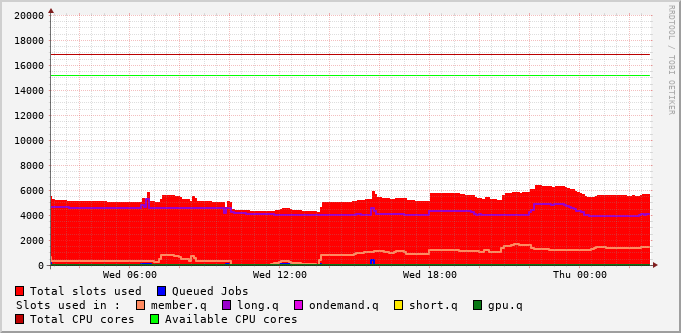 20000
18000
16000
14000
12000
10000
8000
6000
4000
2000
0
Wed 06:00 Wed 12:00 Wed 18:00 Thu 00:00
RRDTOOL / TOBI OETIKER
Total slots used Queued Jobs
Slots used in : member.q long.q ondemand.q short.q gpu.q
Total CPU cores Available CPU cores